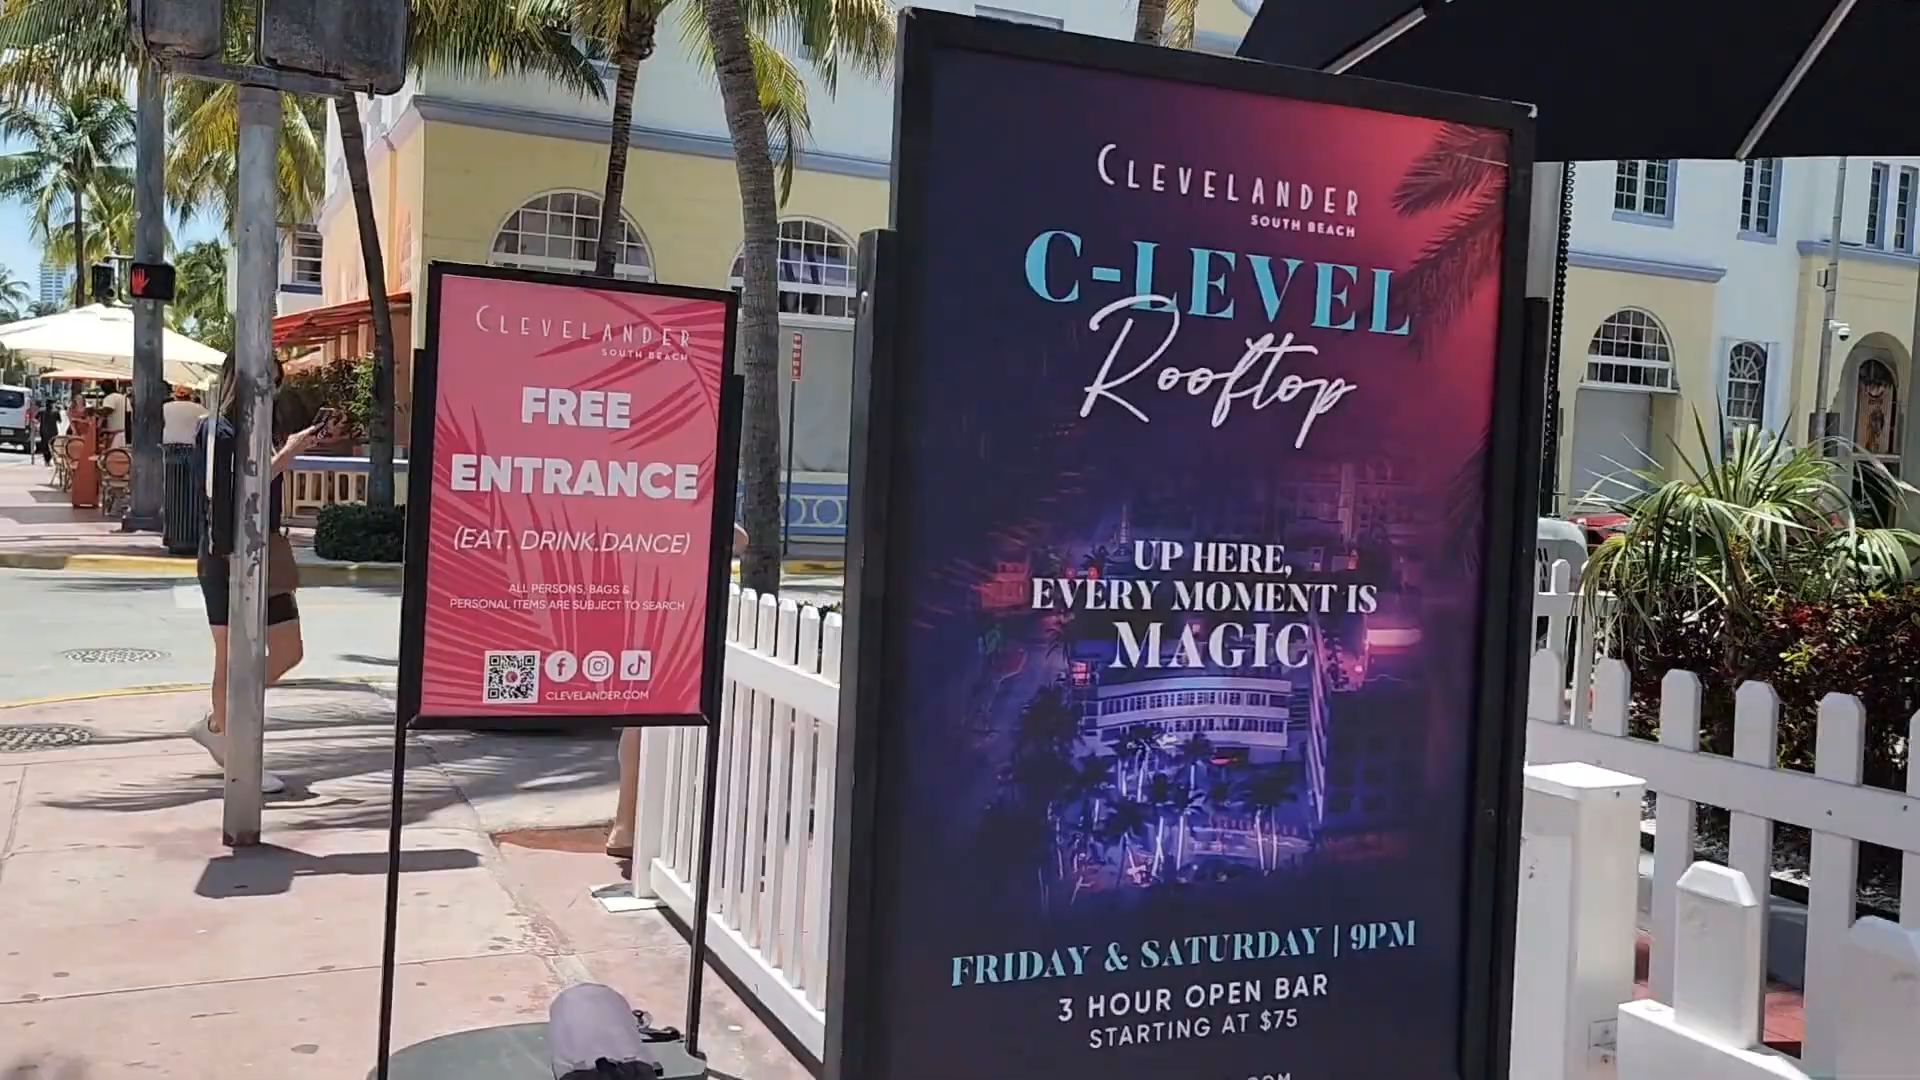 CLEVELANDER
SOUTH BEACH
FREE
ENTRANCE
(EAT. DRINK.DANCE)
ALL PERSONS, BAGS &
PERSONAL ITEMS ARE SUBJECT TO SEARCH
CLEVELANDER.COM
CLEVELANDER
SOUTH BEACH
C-LEVEL
Rooftop
UP HERE,
EVERY MOMENT IS
MAGIC
FRIDAY & SATURDAY | 9PM
3 HOUR OPEN BAR
STARTING AT $75